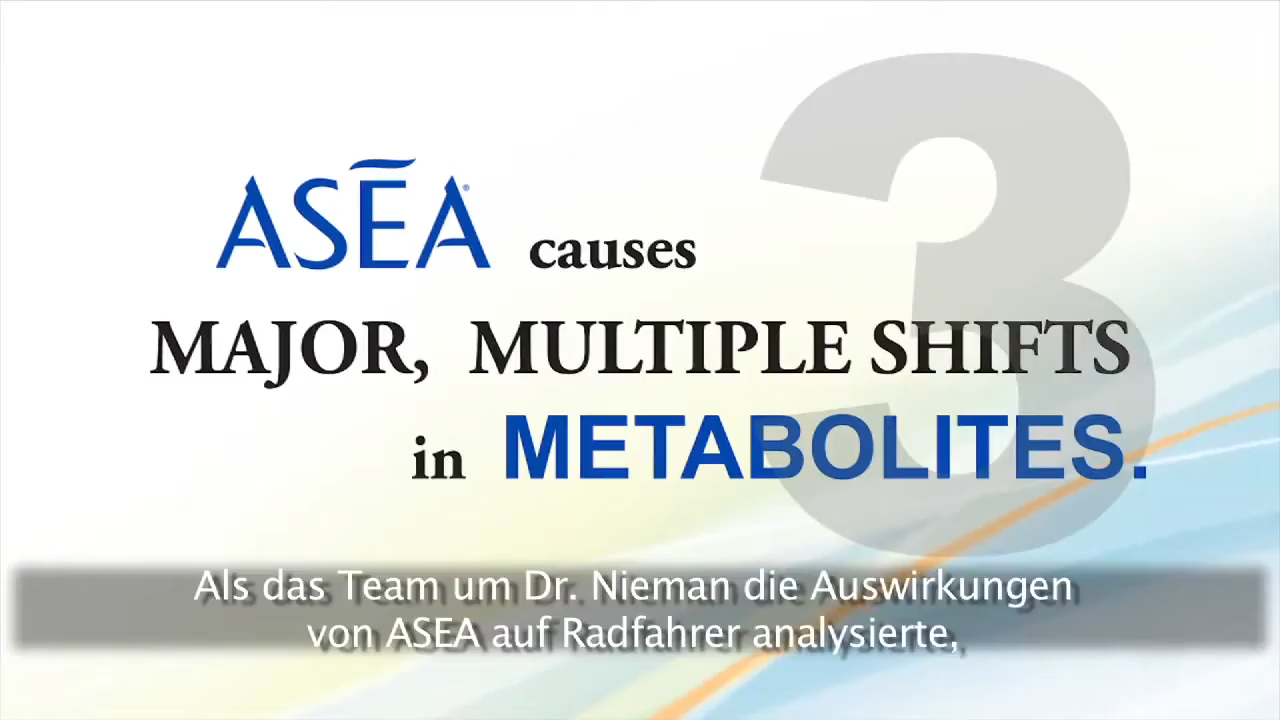 3
ASEA® causes
MAJOR, MULTIPLE SHIFTS
in METABOLITES.
Als das Team um Dr. Nieman die Auswirkungen
von ASEA auf Radfahrer analysierte,